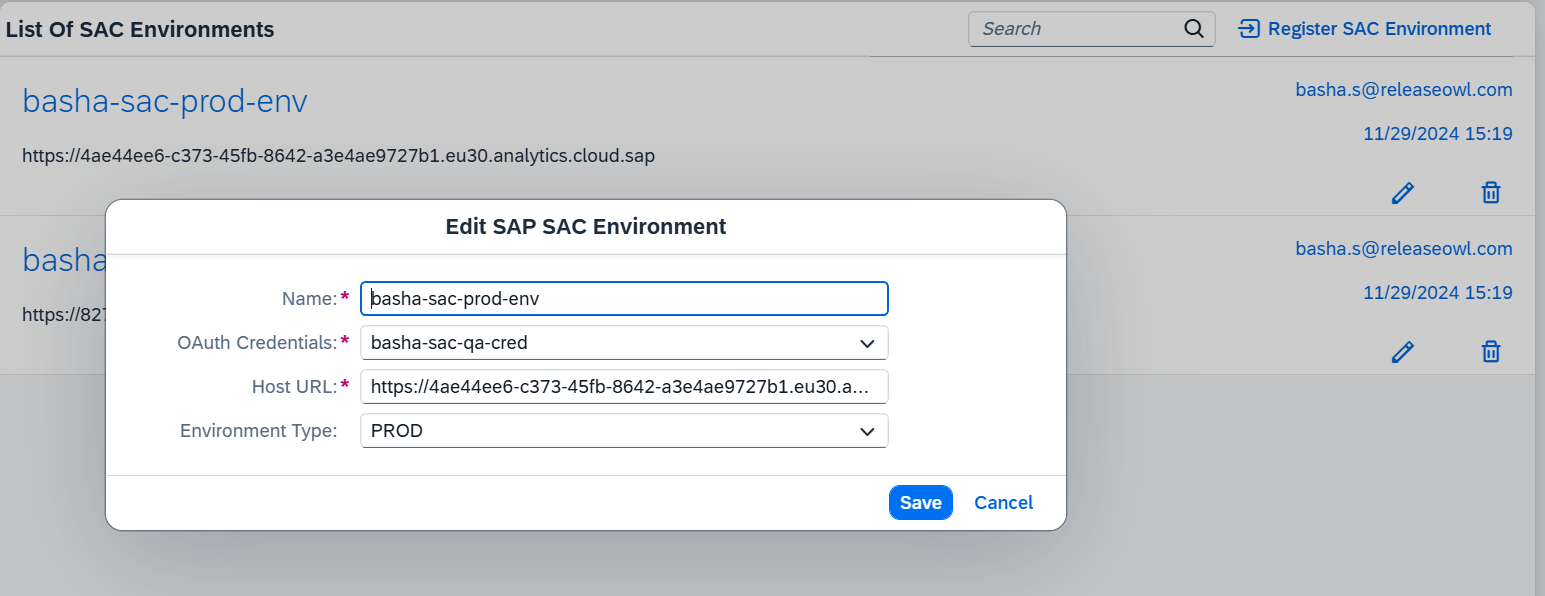 List Of SAC Environments
Search
Register SAC Environment
basha-sac-prod-env
basha.s@releaseowl.com
11/29/2024 15:19
https://4ae44ee6-c373-45fb-8642-a3e4ae9727b1.eu30.analytics.cloud.sap
basha
basha.s@releaseowl.com
11/29/2024 15:19
https://827
Edit SAP SAC Environment
Name:* basha-sac-prod-env
OAuth Credentials:* basha-sac-qa-cred
Host URL:* https://4ae44ee6-c373-45fb-8642-a3e4ae9727b1.eu30.a...
Environment Type: PROD
Save Cancel